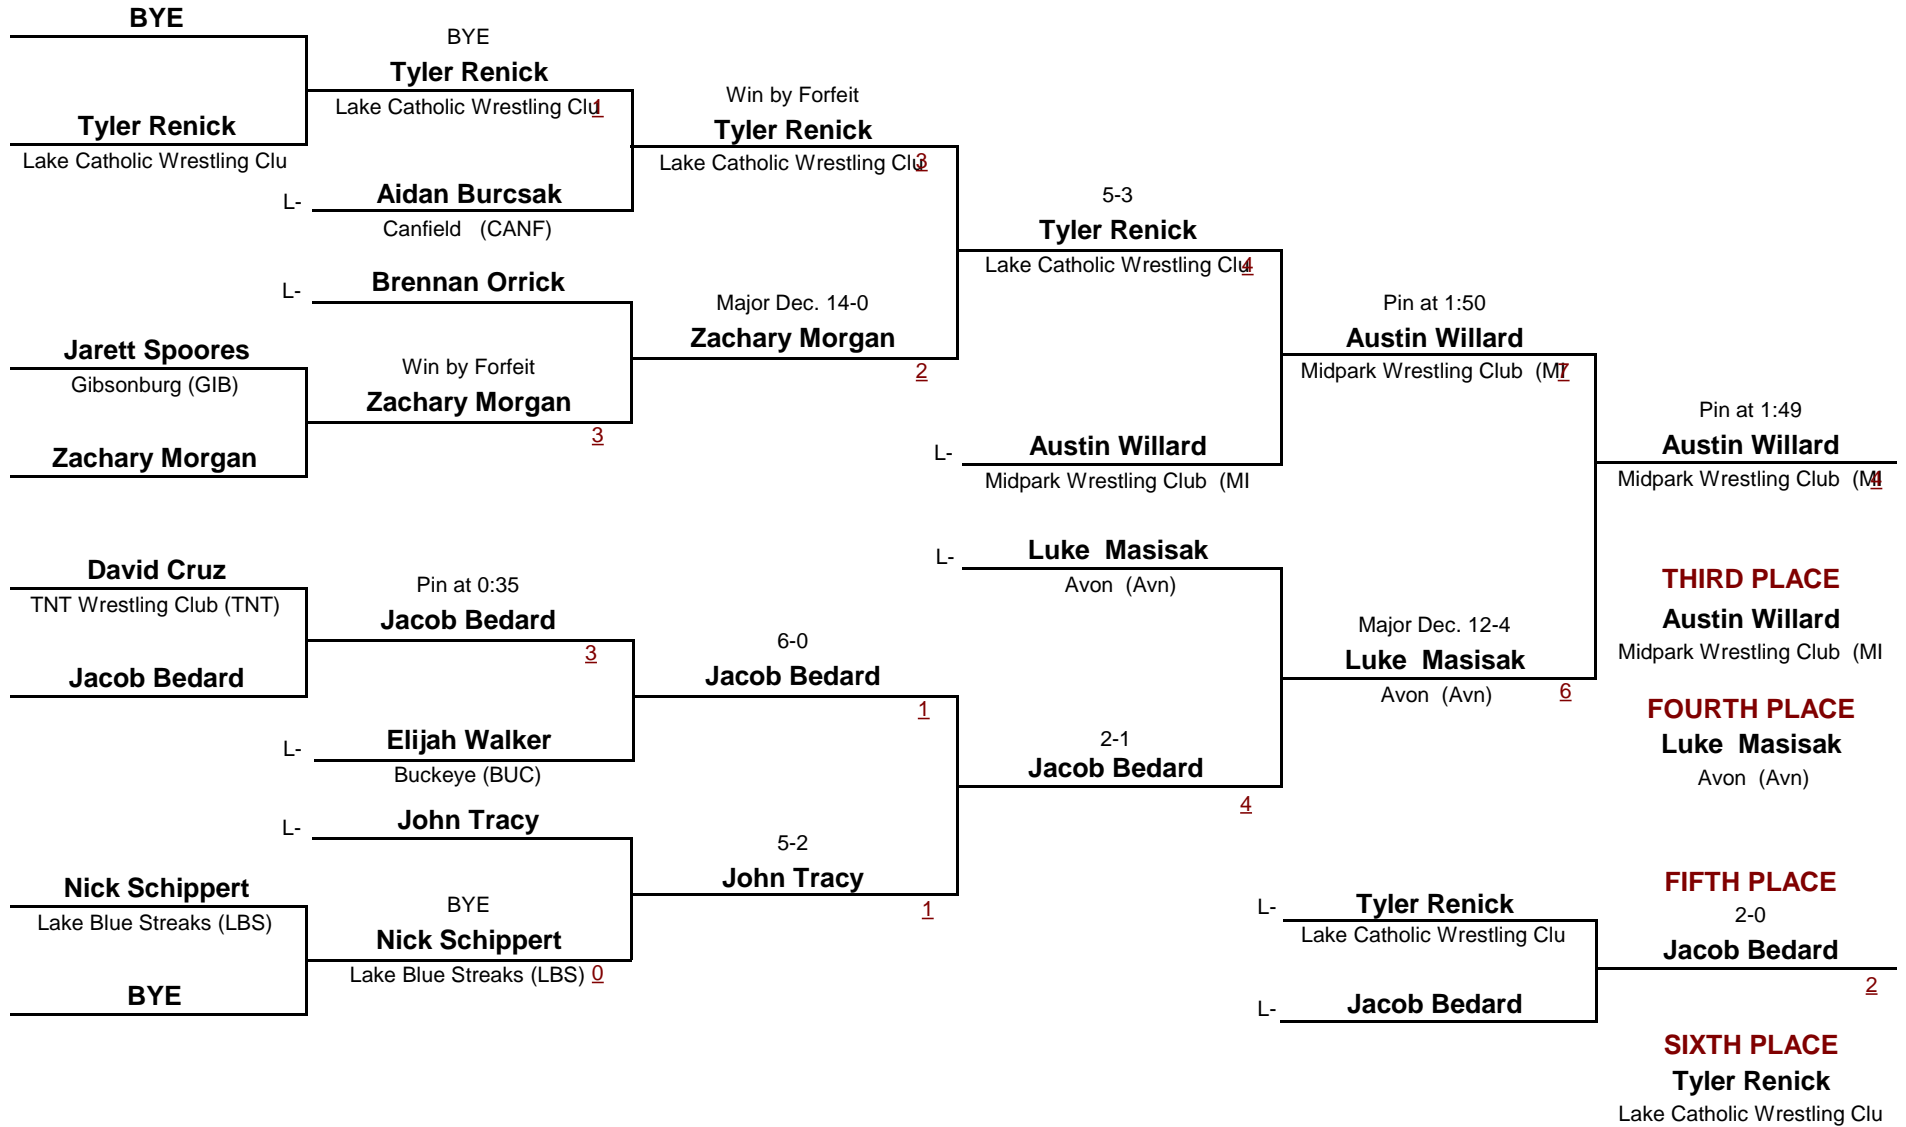 BYE
Tyler Renick
Lake Catholic Wrestling Clu
Jarett Spoores
Gibsonburg (GIB)
Zachary Morgan
David Cruz
TNT Wrestling Club (TNT)
Jacob Bedard
Nick Schippert
Lake Blue Streaks (LBS)
BYE
BYE
Tyler Renick
Lake Catholic Wrestling Clu 1
L- Aidan Burcsak
Canfield (CANF)
L- Brennan Orrick
Win by Forfeit
Zachary Morgan
3
Pin at 0:35
Jacob Bedard
3
L- Elijah Walker
Buckeye (BUC)
L- John Tracy
BYE
Nick Schippert
Lake Blue Streaks (LBS) 0
Win by Forfeit
Tyler Renick
Lake Catholic Wrestling Clu 3
Major Dec. 14-0
Zachary Morgan
2
6-0
Jacob Bedard
1
5-2
John Tracy
1
5-3
Tyler Renick
Lake Catholic Wrestling Clu 4
L- Austin Willard
Midpark Wrestling Club (MI
L- Luke Masisak
Avon (Avn)
2-1
Jacob Bedard
4
Pin at 1:50
Austin Willard
Midpark Wrestling Club (MI 7
Major Dec. 12-4
Luke Masisak
Avon (Avn) 6
L- Tyler Renick
Lake Catholic Wrestling Clu
L- Jacob Bedard
Pin at 1:49
Austin Willard
Midpark Wrestling Club (MI 4
THIRD PLACE
Austin Willard
Midpark Wrestling Club (MI
FOURTH PLACE
Luke Masisak
Avon (Avn)
FIFTH PLACE
2-0
Jacob Bedard
2
SIXTH PLACE
Tyler Renick
Lake Catholic Wrestling Clu